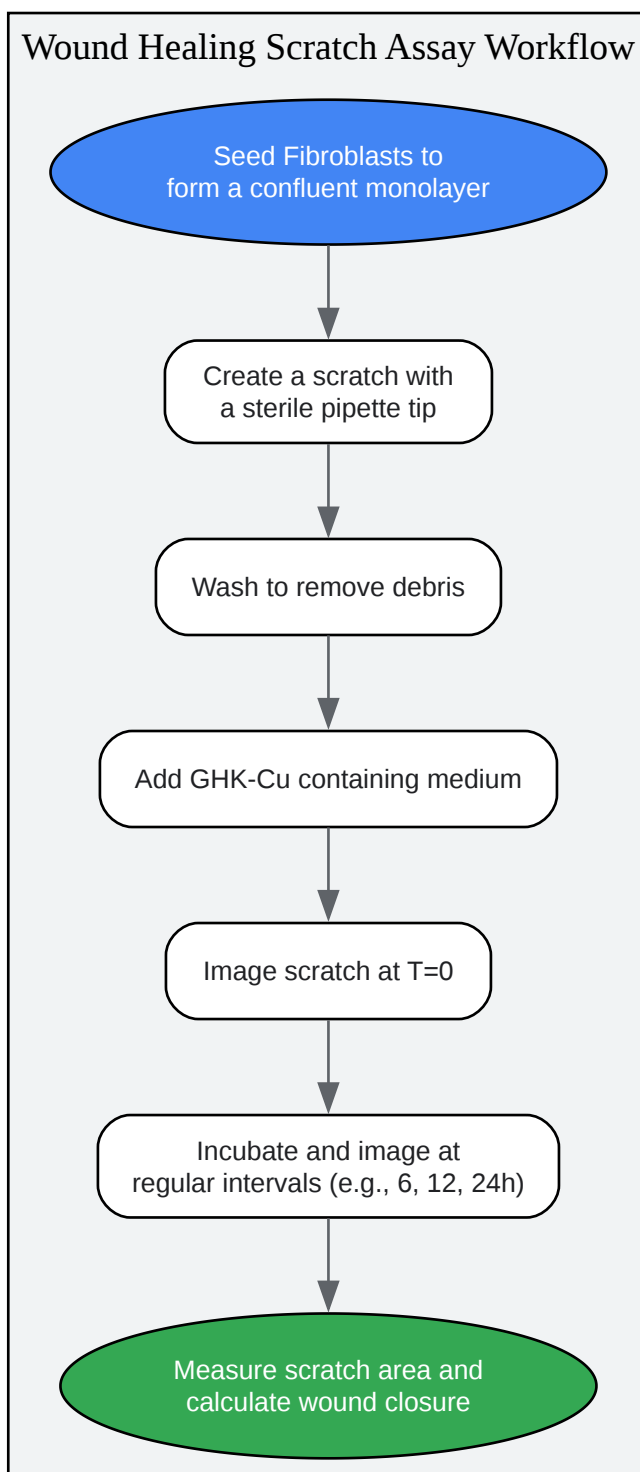 Wound Healing Scratch Assay Workflow
Seed Fibroblasts to
form a confluent monolayer
Create a scratch with
a sterile pipette tip
Wash to remove debris
Add GHK-Cu containing medium
Image scratch at T=0
Incubate and image at
regular intervals (e.g., 6, 12, 24h)
Measure scratch area and
calculate wound closure